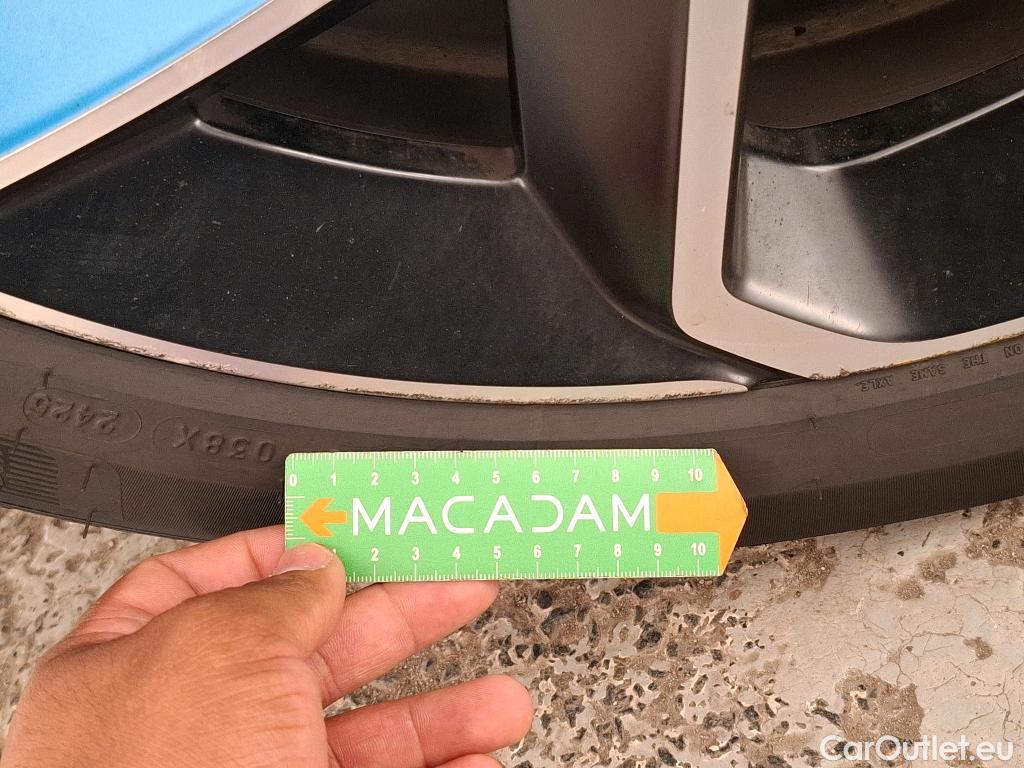 ON THE SAME AXLE.
2425
038X
0 1 2 3 4 5 6 7 8 9 10
MACADAM
1 2 3 4 5 6 7 8 9 10
CarOutlet.eu